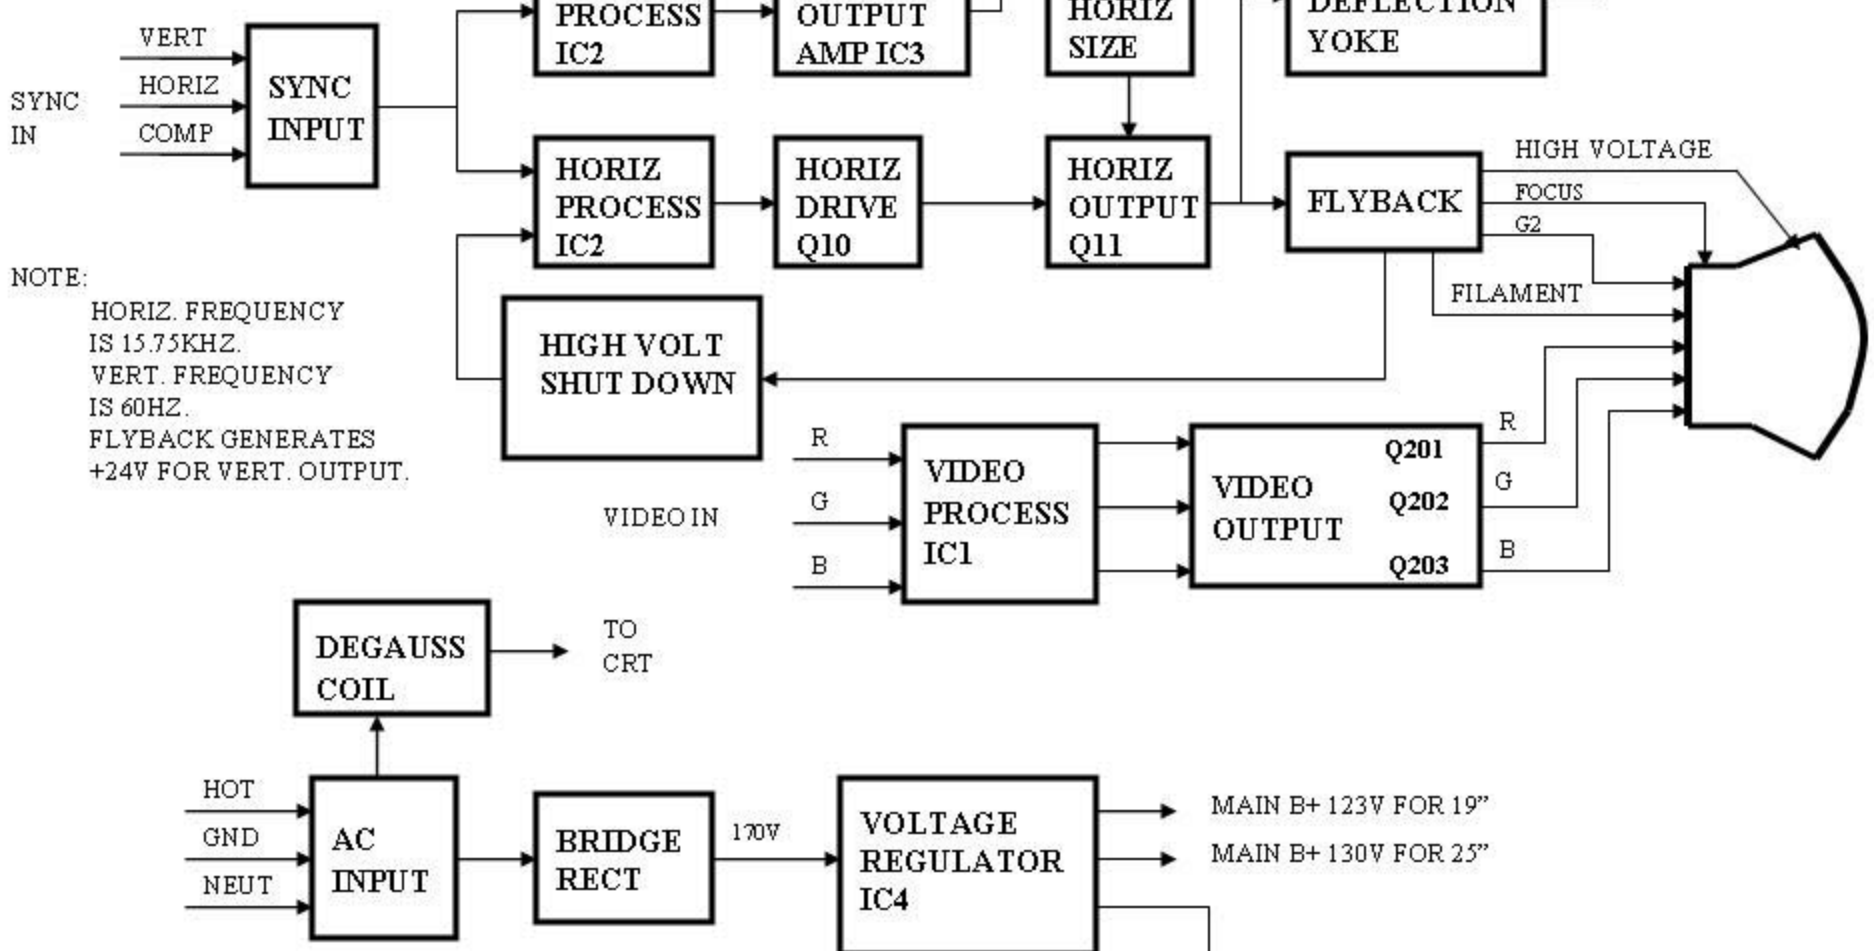 PROCESS
IC2
OUTPUT
AMP IC3
HORIZ
SIZE
DEFLECTION
YOKE
VERT
HORIZ
COMP
SYNC
IN
SYNC
INPUT
HORIZ
PROCESS
IC2
HORIZ
DRIVE
Q10
HORIZ
OUTPUT
Q11
FLYBACK
HIGH VOLTAGE
FOCUS
G2
FILAMENT
NOTE:
HORIZ. FREQUENCY
IS 15.75KHZ.
VERT. FREQUENCY
IS 60HZ.
FLYBACK GENERATES
+24V FOR VERT. OUTPUT.
HIGH VOLT
SHUT DOWN
VIDEO IN
R
G
B
VIDEO
PROCESS
IC1
VIDEO
OUTPUT
Q201
Q202
Q203
R
G
B
DEGAUSS
COIL
TO
CRT
HOT
GND
NEUT
AC
INPUT
BRIDGE
RECT
170V
VOLTAGE
REGULATOR
IC4
MAIN B+ 123V FOR 19”
MAIN B+ 130V FOR 25”